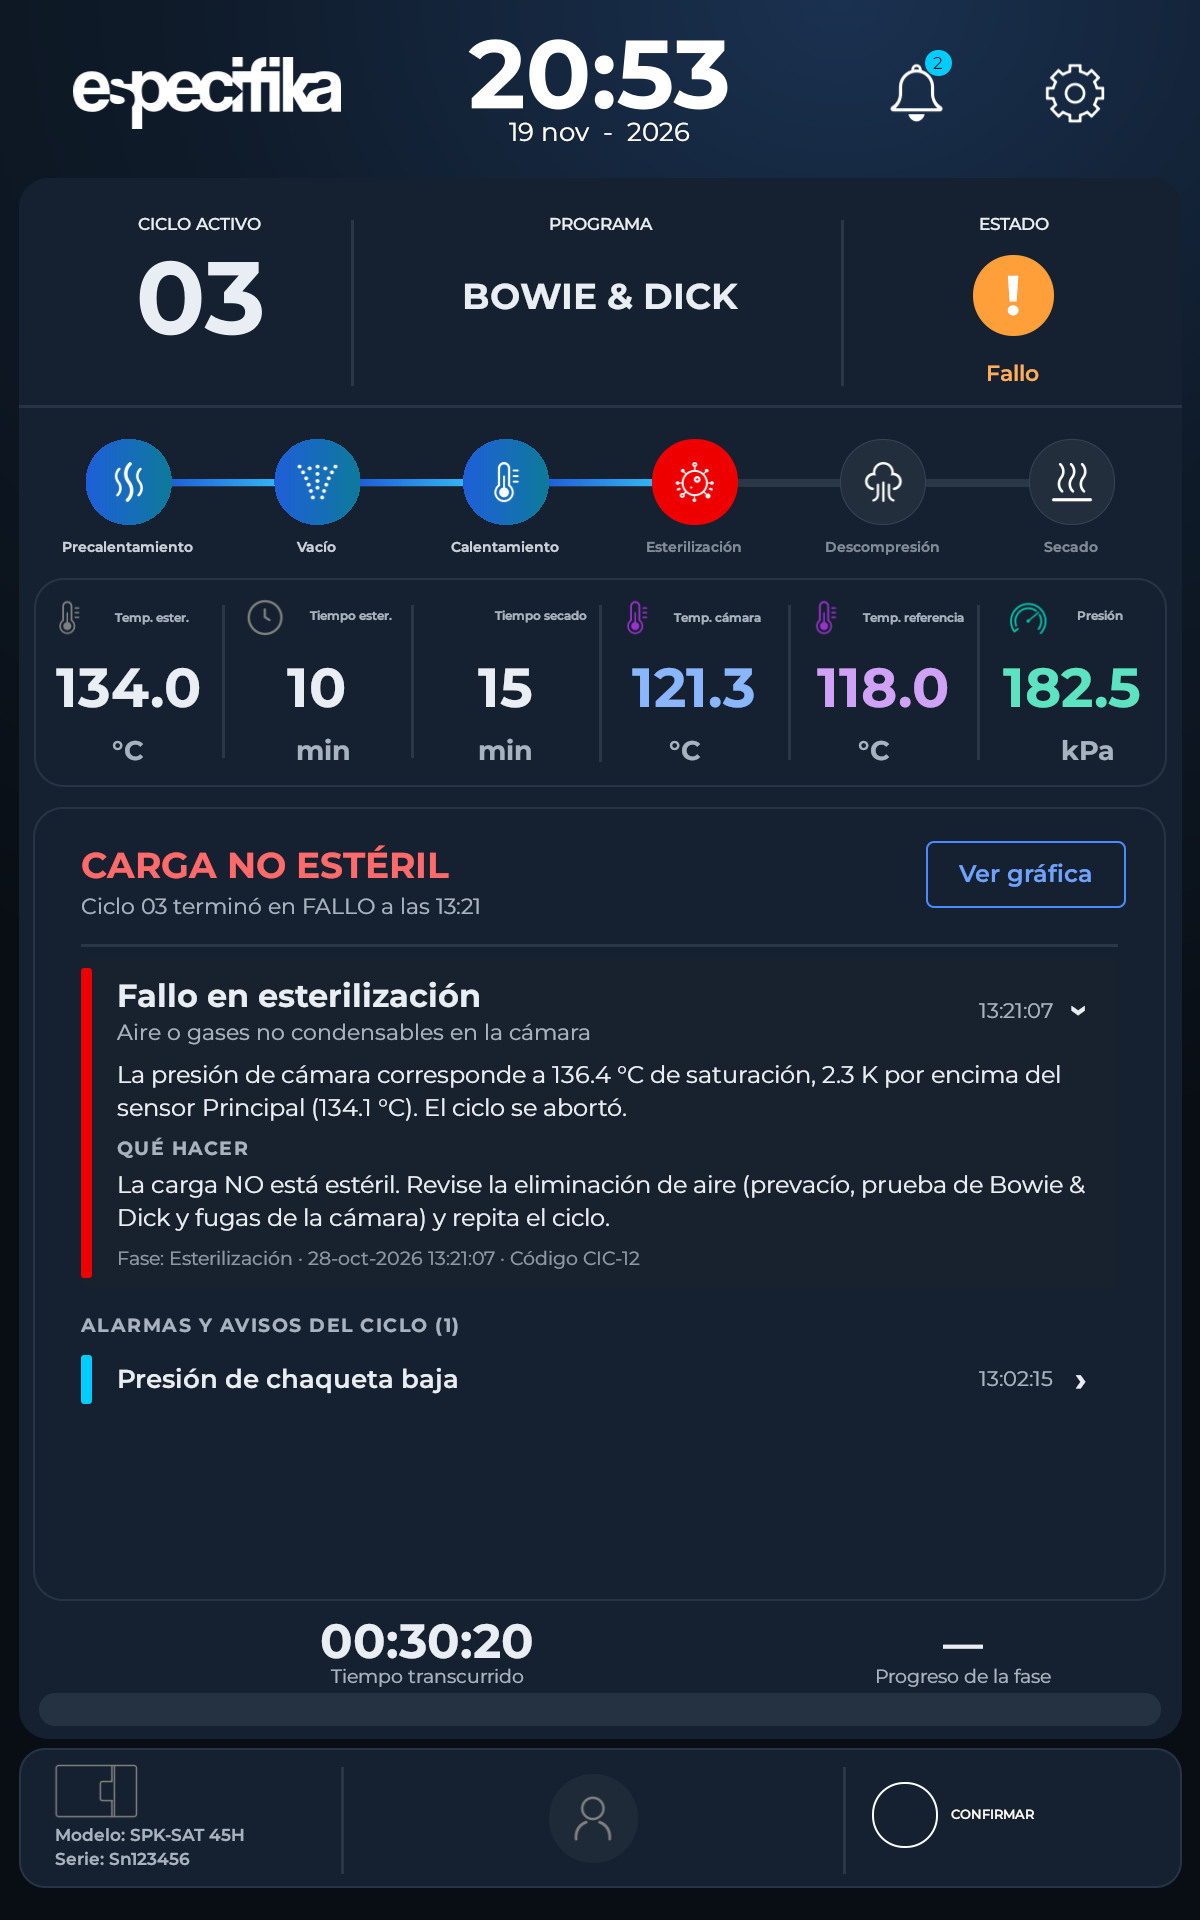 especifika
20:53
2
19 nov - 2026
CICLO ACTIVO
PROGRAMA
ESTADO
03
BOWIE & DICK
!
Fallo
Precalentamiento
Vacío
Calentamiento
Esterilización
Descompresión
Secado
Temp. ester.
Tiempo ester.
Tiempo secado
Temp. cámara
Temp. referencia
Presión
134.0
10
15
121.3
118.0
182.5
°C
min
min
°C
°C
kPa
CARGA NO ESTÉRIL
Ver gráfica
Ciclo 03 terminó en FALLO a las 13:21
Fallo en esterilización
13:21:07
Aire o gases no condensables en la cámara
La presión de cámara corresponde a 136.4 °C de saturación, 2.3 K por encima del
sensor Principal (134.1 °C). El ciclo se abortó.
QUÉ HACER
La carga NO está estéril. Revise la eliminación de aire (prevacío, prueba de Bowie &
Dick y fugas de la cámara) y repita el ciclo.
Fase: Esterilización · 28-oct-2026 13:21:07 · Código CIC-12
ALARMAS Y AVISOS DEL CICLO (1)
Presión de chaqueta baja
13:02:15
00:30:20
—
Tiempo transcurrido
Progreso de la fase
Modelo: SPK-SAT 45H
Serie: Sn123456
CONFIRMAR